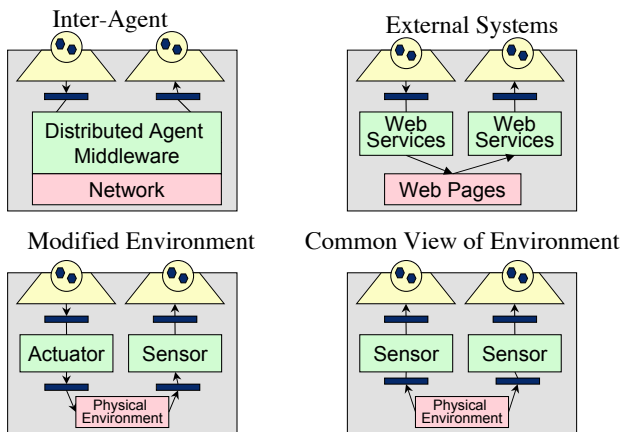 Inter-Agent
Distributed Agent
Middleware
Network
External Systems
Web
Services
Web
Services
Web Pages
Modified Environment
Actuator
Sensor
Physical
Environment
Common View of Environment
Sensor
Sensor
Physical
Environment